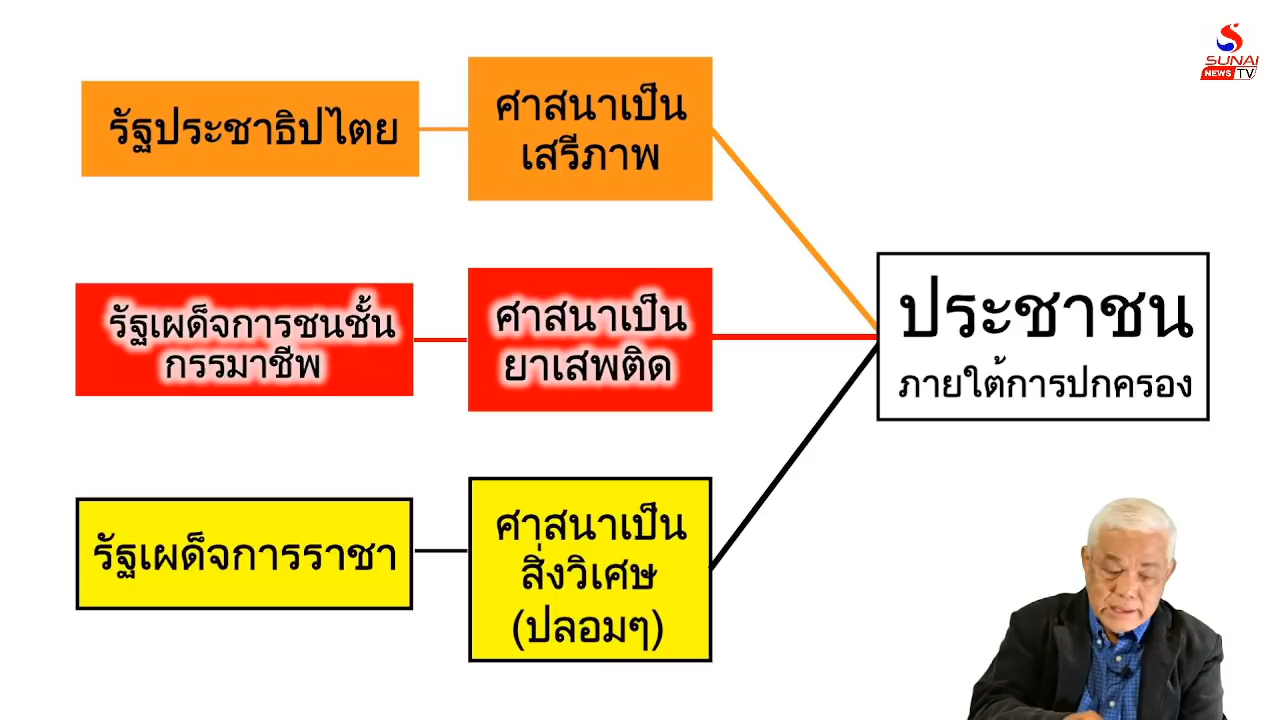 SUNAI
NEWS TV
รัฐประชาธิปไตย
ศาสนาเป็น
เสรีภาพ
รัฐเผด็จการชนชั้น
กรรมาชีพ
ศาสนาเป็น
ยาเสพติด
ประชาชน
ภายใต้การปกครอง
รัฐเผด็จการราชา
ศาสนาเป็น
สิ่งวิเศษ
(ปลอมๆ)